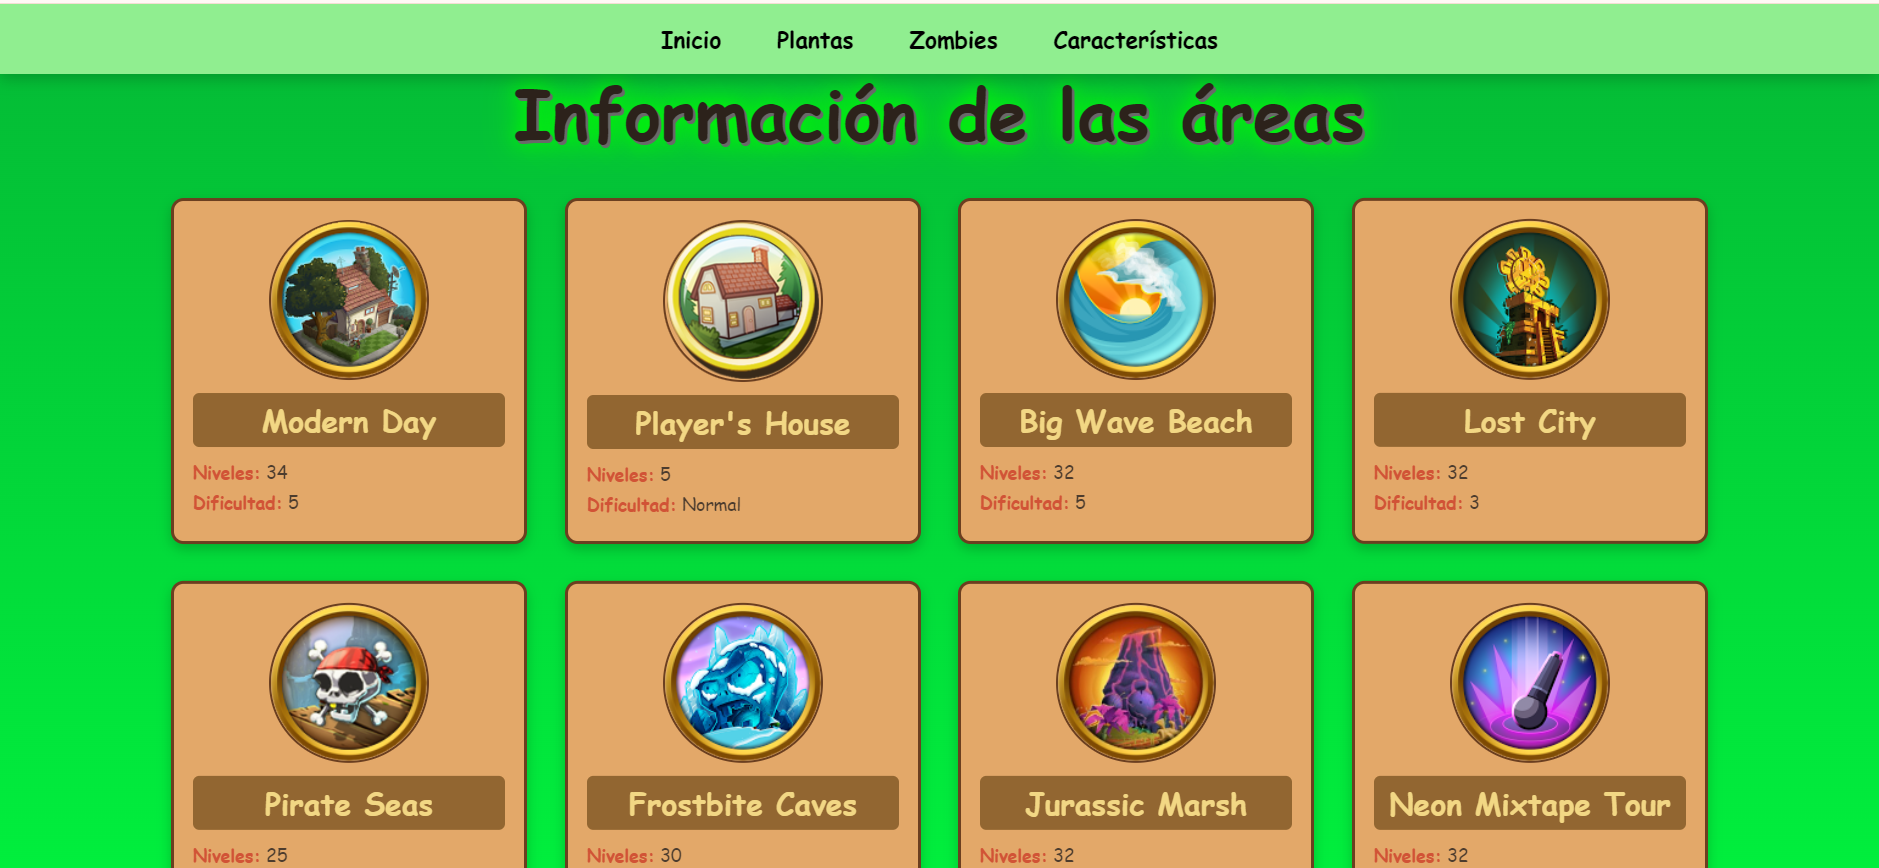 Inicio Plantas Zombies Características
Información de las áreas
Modern Day
Niveles: 34
Dificultad: 5
Player's House
Niveles: 5
Dificultad: Normal
Big Wave Beach
Niveles: 32
Dificultad: 5
Lost City
Niveles: 32
Dificultad: 3
Pirate Seas
Niveles: 25
Frostbite Caves
Niveles: 30
Jurassic Marsh
Niveles: 32
Neon Mixtape Tour
Niveles: 32